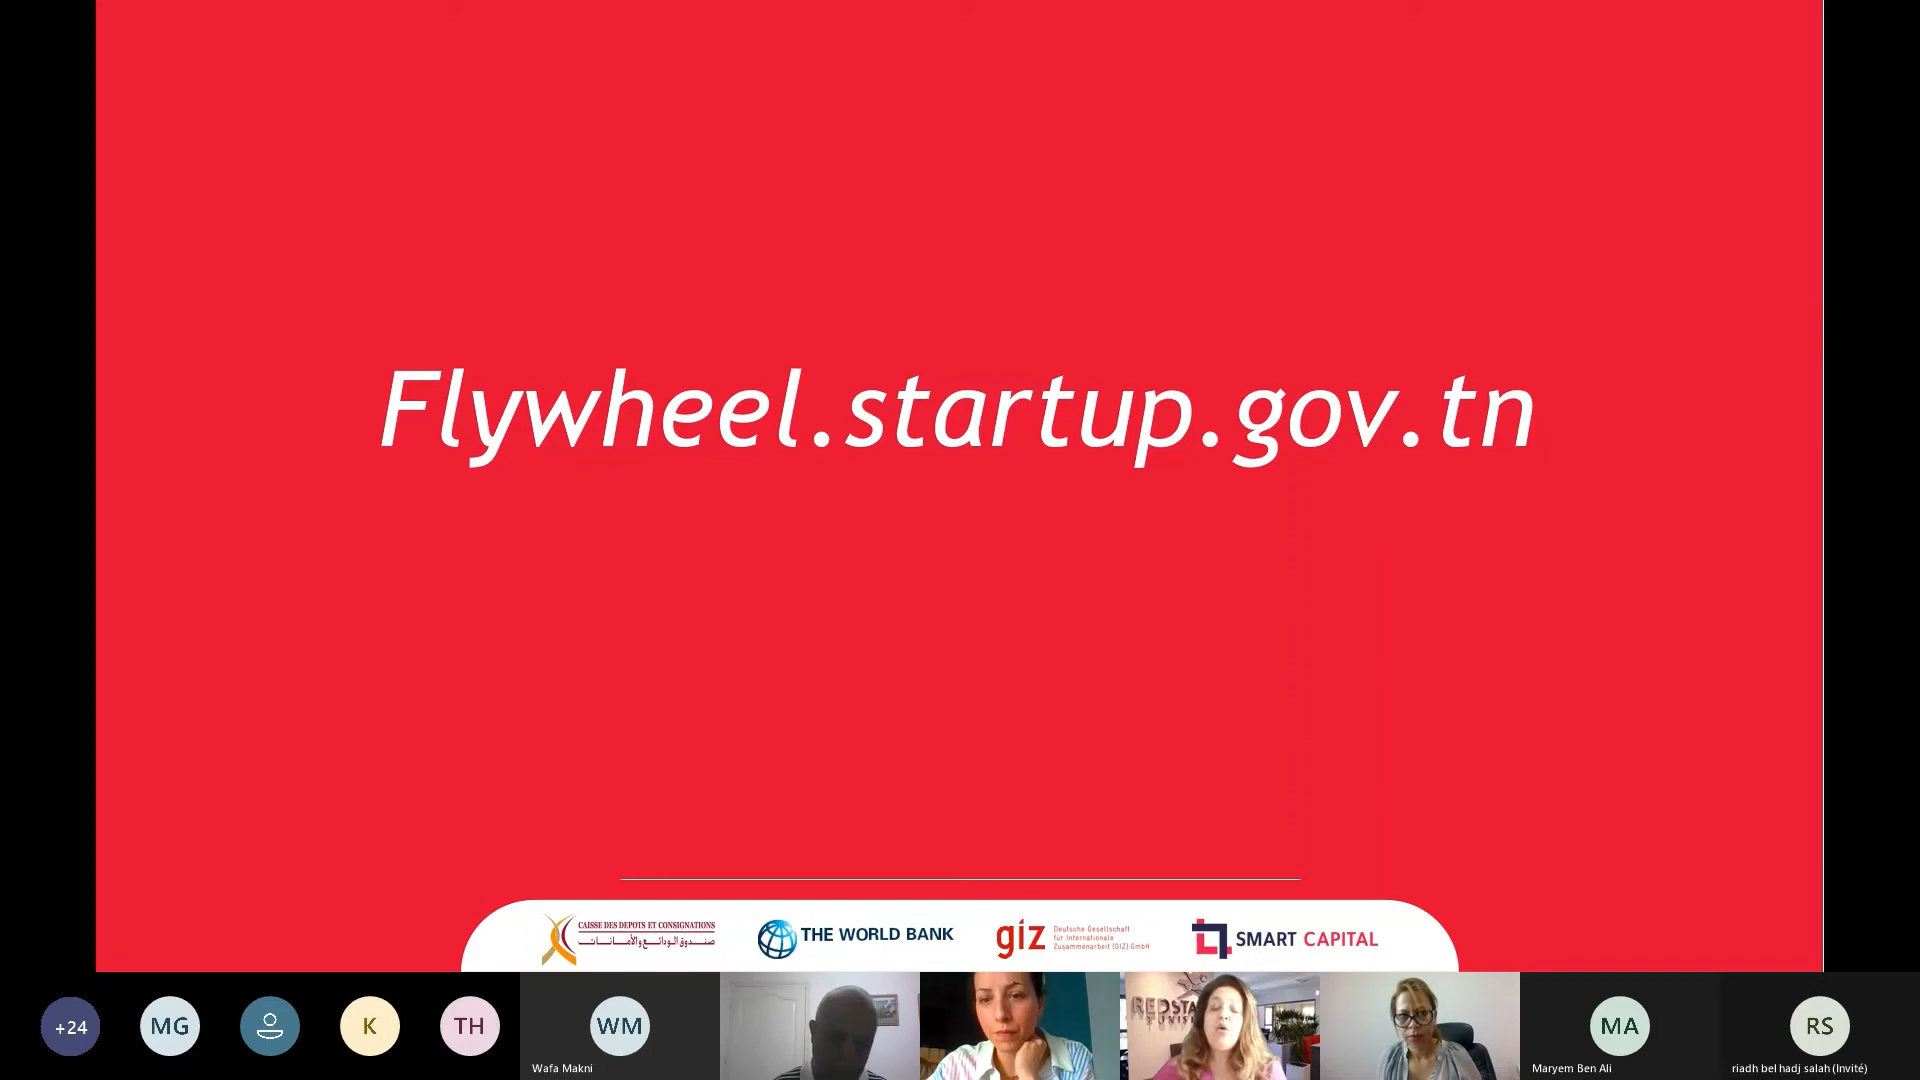 Flywheel.startup.gov.tn
CAISSE DES DEPOTS ET CONSIGNATIONS
صندوق الودائع والأمانات
THE WORLD BANK
giz
Deutsche Gesellschaft
für Internationale
Zusammenarbeit (GIZ) GmbH
SMART CAPITAL
+24
MG
K
TH
WM
Wafa Makni
REDSTA
TUNIS
MA
Maryem Ben Ali
RS
riadh bel hadj salah (Invité)